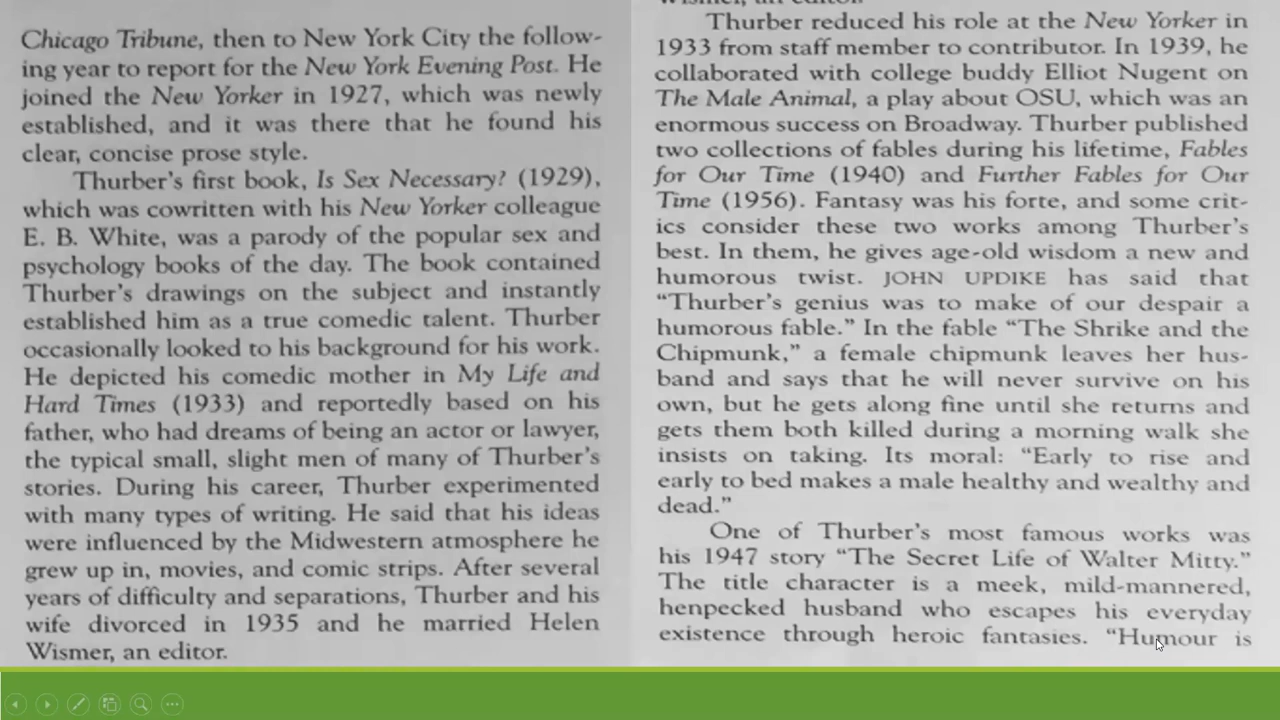 Chicago Tribune, then to New York City the follow-
ing year to report for the New York Evening Post. He
joined the New Yorker in 1927, which was newly
established, and it was there that he found his
clear, concise prose style.
Thurber's first book, Is Sex Necessary? (1929),
which was cowritten with his New Yorker colleague
E. B. White, was a parody of the popular sex and
psychology books of the day. The book contained
Thurber's drawings on the subject and instantly
established him as a true comedic talent. Thurber
occasionally looked to his background for his work.
He depicted his comedic mother in My Life and
Hard Times (1933) and reportedly based on his
father, who had dreams of being an actor or lawyer,
the typical small, slight men of many of Thurber's
stories. During his career, Thurber experimented
with many types of writing. He said that his ideas
were influenced by the Midwestern atmosphere he
grew up in, movies, and comic strips. After several
years of difficulty and separations, Thurber and his
wife divorced in 1935 and he married Helen
Wismer, an editor.
Thurber reduced his role at the New Yorker in
1933 from staff member to contributor. In 1939, he
collaborated with college buddy Elliot Nugent on
The Male Animal, a play about OSU, which was an
enormous success on Broadway. Thurber published
two collections of fables during his lifetime, Fables
for Our Time (1940) and Further Fables for Our
Time (1956). Fantasy was his forte, and some crit-
ics consider these two works among Thurber's
best. In them, he gives age-old wisdom a new and
humorous twist. JOHN UPDIKE has said that
"Thurber's genius was to make of our despair a
humorous fable." In the fable "The Shrike and the
Chipmunk," a female chipmunk leaves her hus-
band and says that he will never survive on his
own, but he gets along fine until she returns and
gets them both killed during a morning walk she
insists on taking. Its moral: "Early to rise and
early to bed makes a male healthy and wealthy and
dead."
One of Thurber's most famous works was
his 1947 story "The Secret Life of Walter Mitty."
The title character is a meek, mild-mannered,
henpecked husband who escapes his everyday
existence through heroic fantasies. "Humour is